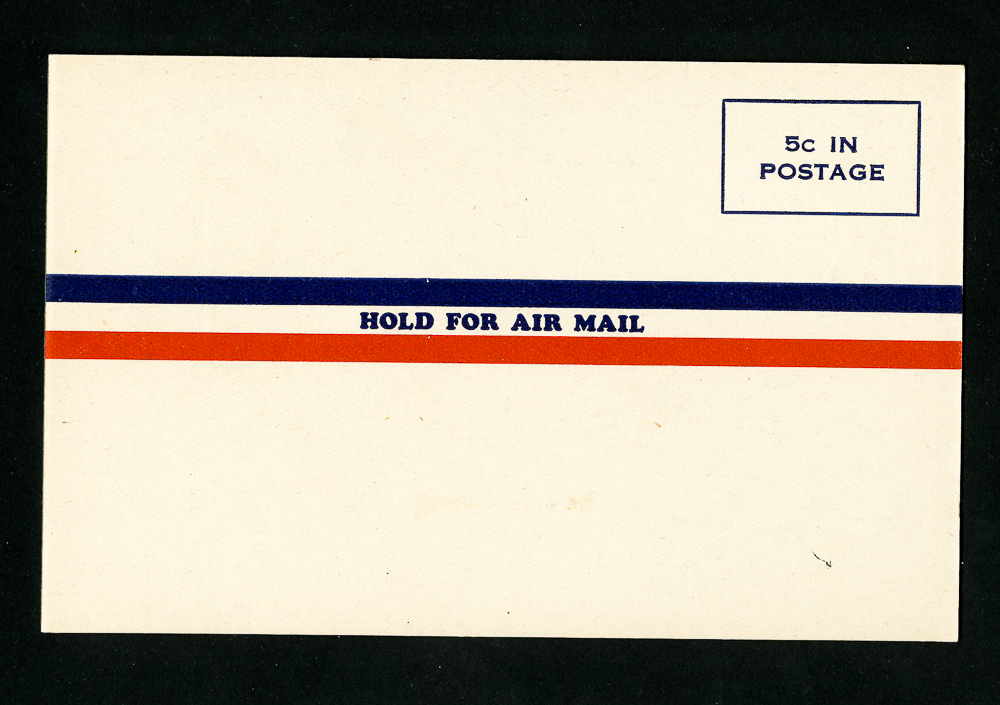 5c IN
POSTAGE
HOLD FOR AIR MAIL